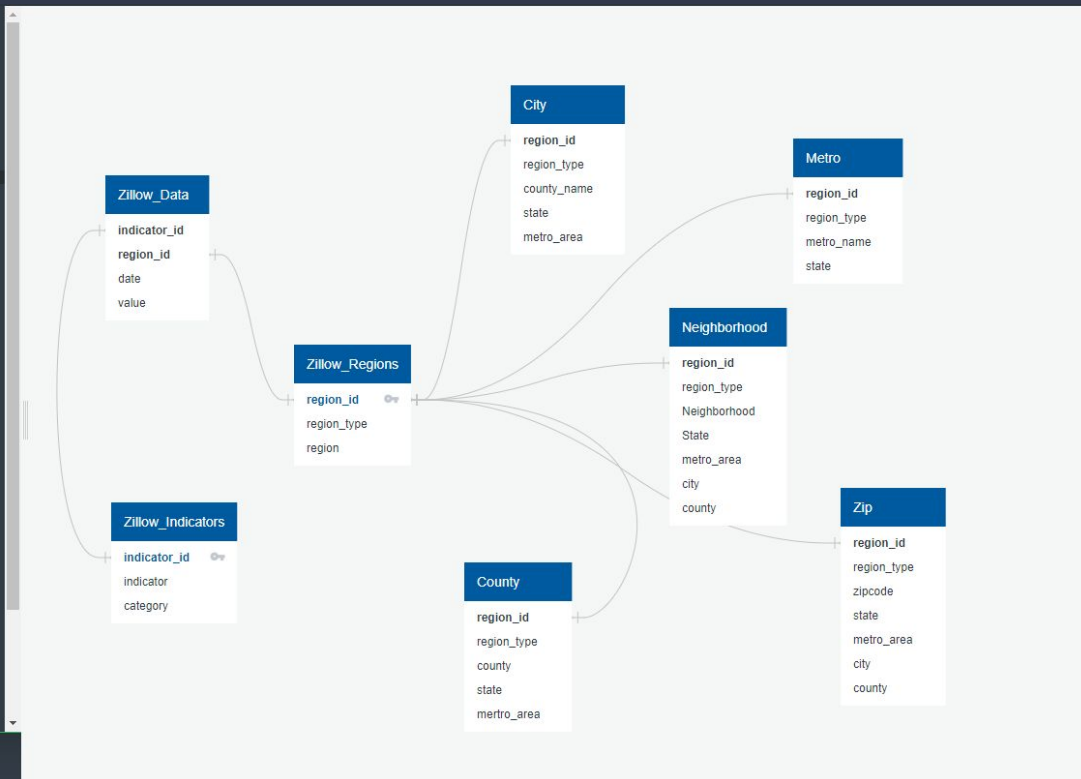 City
region_id
region_type
county_name
state
metro_area
Metro
region_id
region_type
metro_name
state
Zillow_Data
indicator_id
region_id
date
value
Neighborhood
region_id
region_type
Neighborhood
State
metro_area
city
county
Zillow_Regions
region_id
region_type
region
Zip
region_id
region_type
zipcode
state
metro_area
city
county
Zillow_Indicators
indicator_id
indicator
category
County
region_id
region_type
county
state
mertro_area